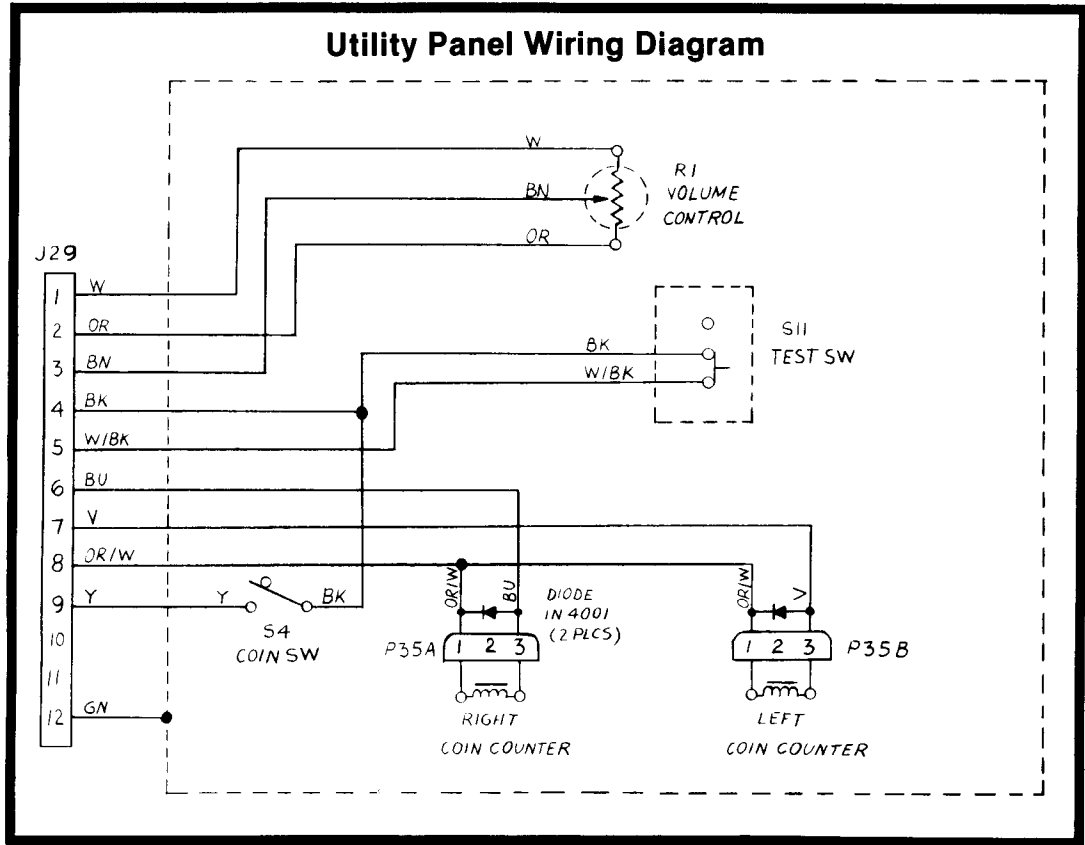 Utility Panel Wiring Diagram
W
R1
VOLUME
CONTROL
BN
OR
J29
1 W
2 OR
3 BN
4 BK
5 W/BK
6 BU
7 V
8 OR/W
9 Y
10
11
12 GN
BK
W/BK
S11
TEST SW
Y
BK
S4
COIN SW
OR/W
BU
DIODE
IN 4001
(2 PLCS)
OR/W
V
P35A
1 2 3
1 2 3
P35B
RIGHT
COIN COUNTER
LEFT
COIN COUNTER